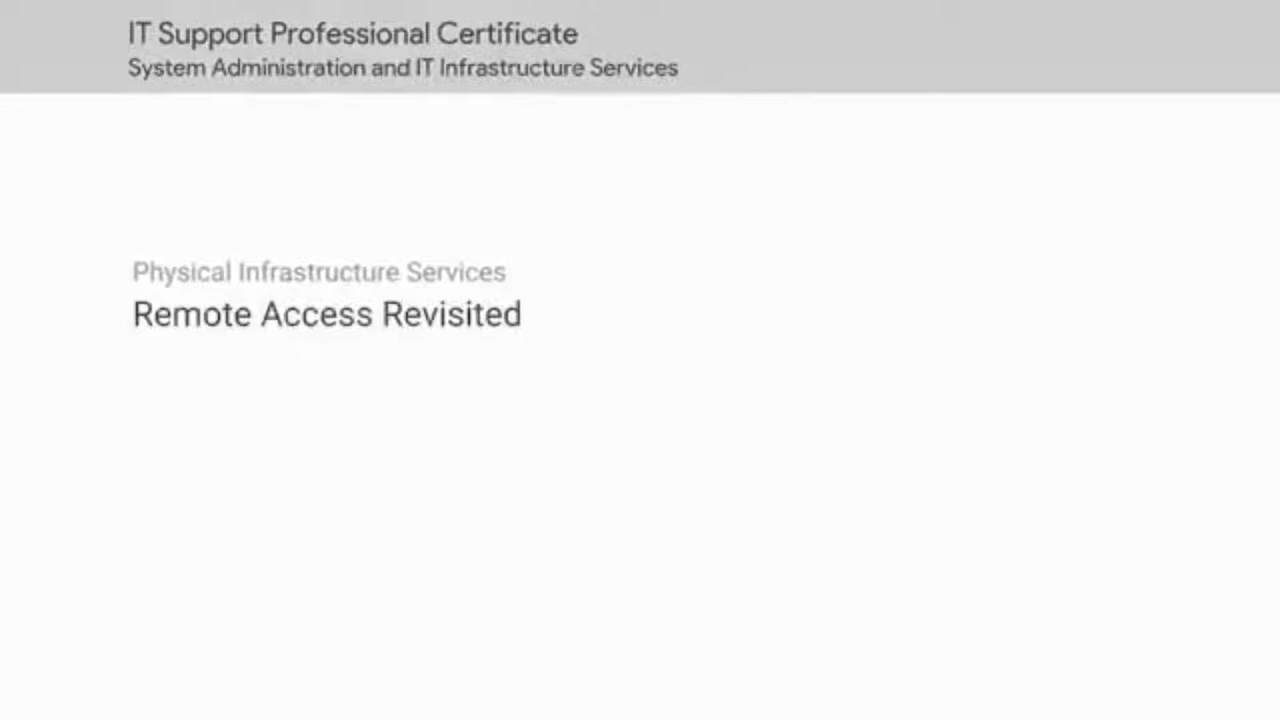 IT Support Professional Certificate
System Administration and IT Infrastructure Services
Physical Infrastructure Services
Remote Access Revisited